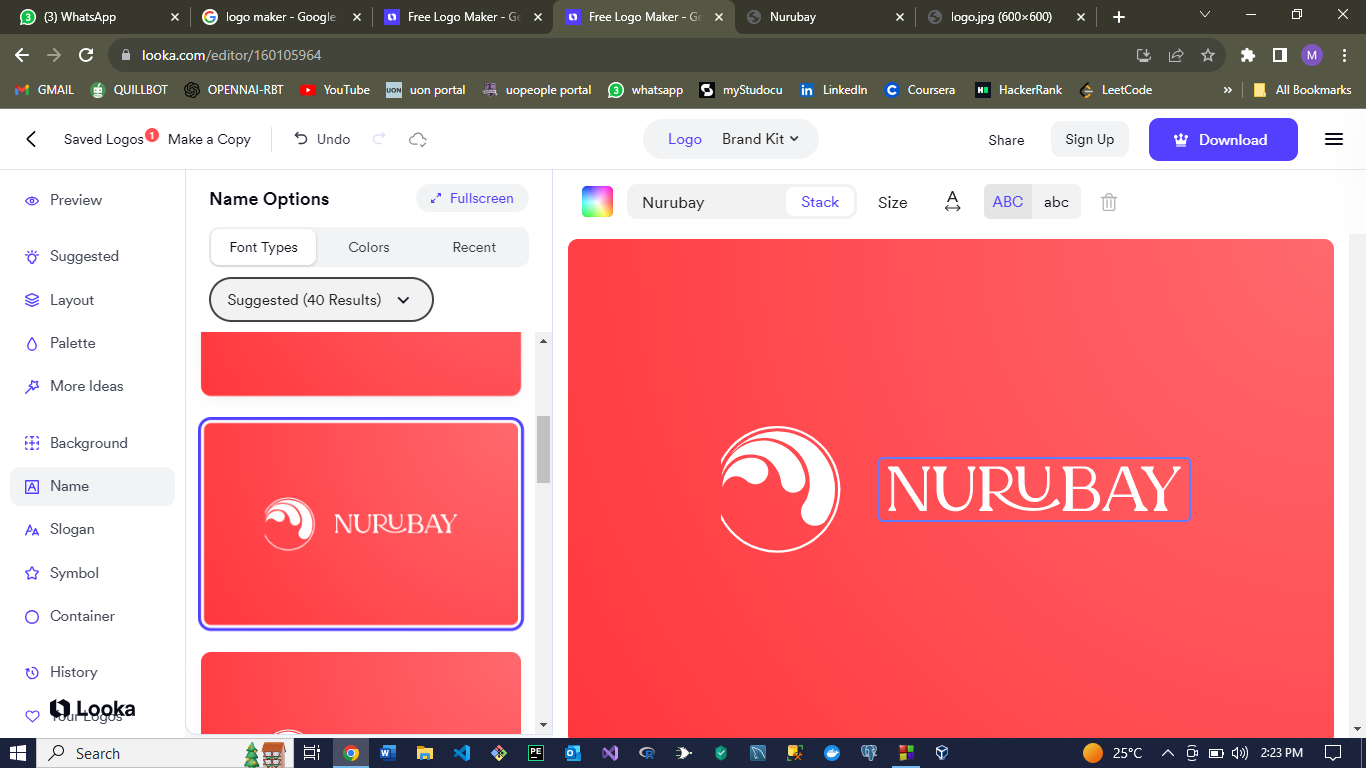 (3) WhatsApp
logo maker - Google
Free Logo Maker - Ge
Free Logo Maker - Ge
Nurubay
logo.jpg (600×600)
looka.com/editor/160105964
M
GMAIL
QUILLBOT
OPENNAI-RBT
YouTube
UON
uon portal
uopeople portal
3
whatsapp
myStudocu
in
LinkedIn
Coursera
HackerRank
LeetCode
»
All Bookmarks
Saved Logos 1
Make a Copy
Undo
Logo
Brand Kit
Share
Sign Up
Download
Preview
Suggested
Layout
Palette
More Ideas
Background
Name
Slogan
Symbol
Container
History
Your Logos
Looka
Name Options
Fullscreen
Font Types
Colors
Recent
Suggested (40 Results)
NURUBAY
Nurubay
Stack
Size
A
ABC
abc
NURUBAY
Search
PE
25°C
2:23 PM